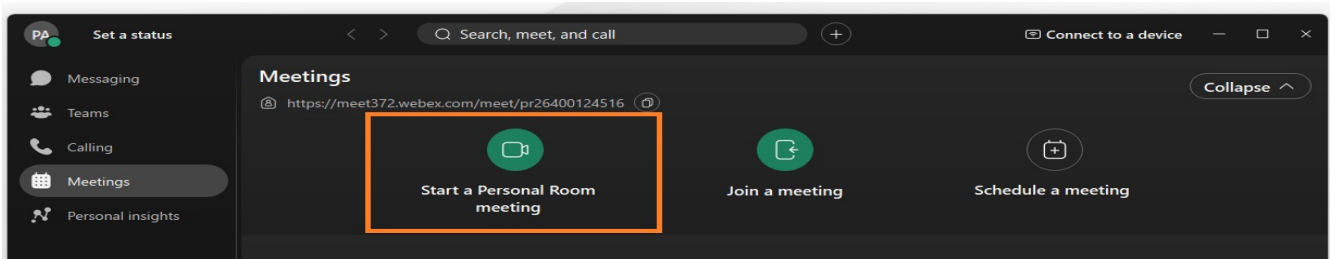 PA Set a status
Search, meet, and call
Connect to a device
Messaging
Teams
Calling
Meetings
Personal insights
Meetings
https://meet372.webex.com/meet/pr26400124516
Collapse
Start a Personal Room
meeting
Join a meeting
Schedule a meeting